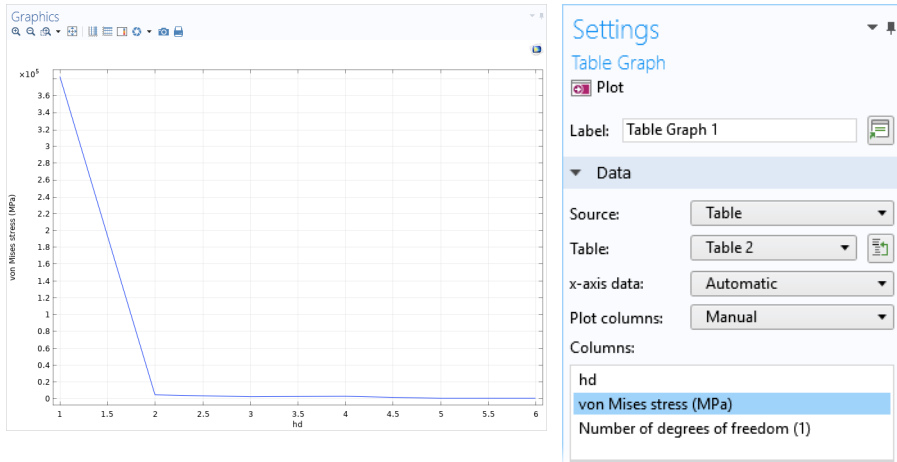 Graphics
×10⁵
3.6
3.4
3.2
3
2.8
2.6
2.4
2.2
2
1.8
1.6
1.4
1.2
1
0.8
0.6
0.4
0.2
0
von Mises stress (MPa)
1 1.5 2 2.5 3 3.5 4 4.5 5 5.5 6
hd
Settings
Table Graph
Plot
Label: Table Graph 1
Data
Source: Table
Table: Table 2
x-axis data: Automatic
Plot columns: Manual
Columns:
hd
von Mises stress (MPa)
Number of degrees of freedom (1)